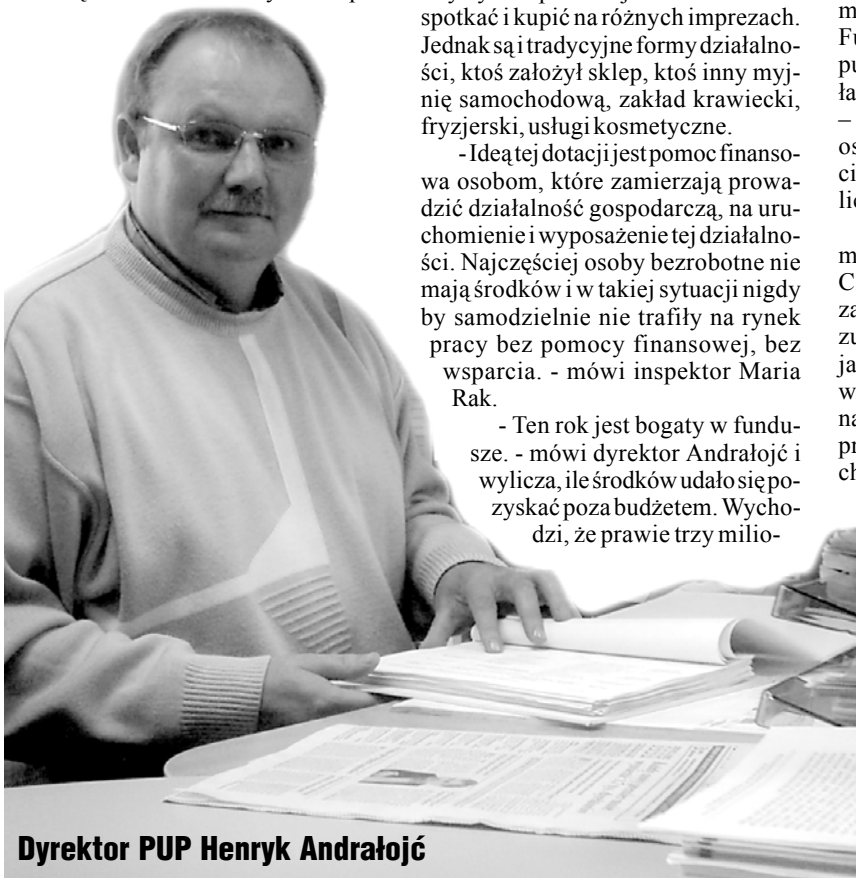 spotkać i kupić na różnych imprezach.
Jednak są i tradycyjne formy działalno-
ści, ktoś założył sklep, ktoś inny myj-
nię samochodową, zakład krawiecki,
fryzjerski, usługi kosmetyczne.
- Ideą tej dotacji jest pomoc finanso-
wa osobom, które zamierzają prowa-
dzić działalność gospodarczą, na uru-
chomienie i wyposażenie tej działalno-
ści. Najczęściej osoby bezrobotne nie
mają środków i w takiej sytuacji nigdy
by samodzielnie nie trafiły na rynek
pracy bez pomocy finansowej, bez
wsparcia. - mówi inspektor Maria
Rak.
- Ten rok jest bogaty w fundu-
sze. - mówi dyrektor Andrałojć i
wylicza, ile środków udało się po-
zyskać poza budżetem. Wycho-
dzi, że prawie trzy milio-
Dyrektor PUP Henryk Andrałojć